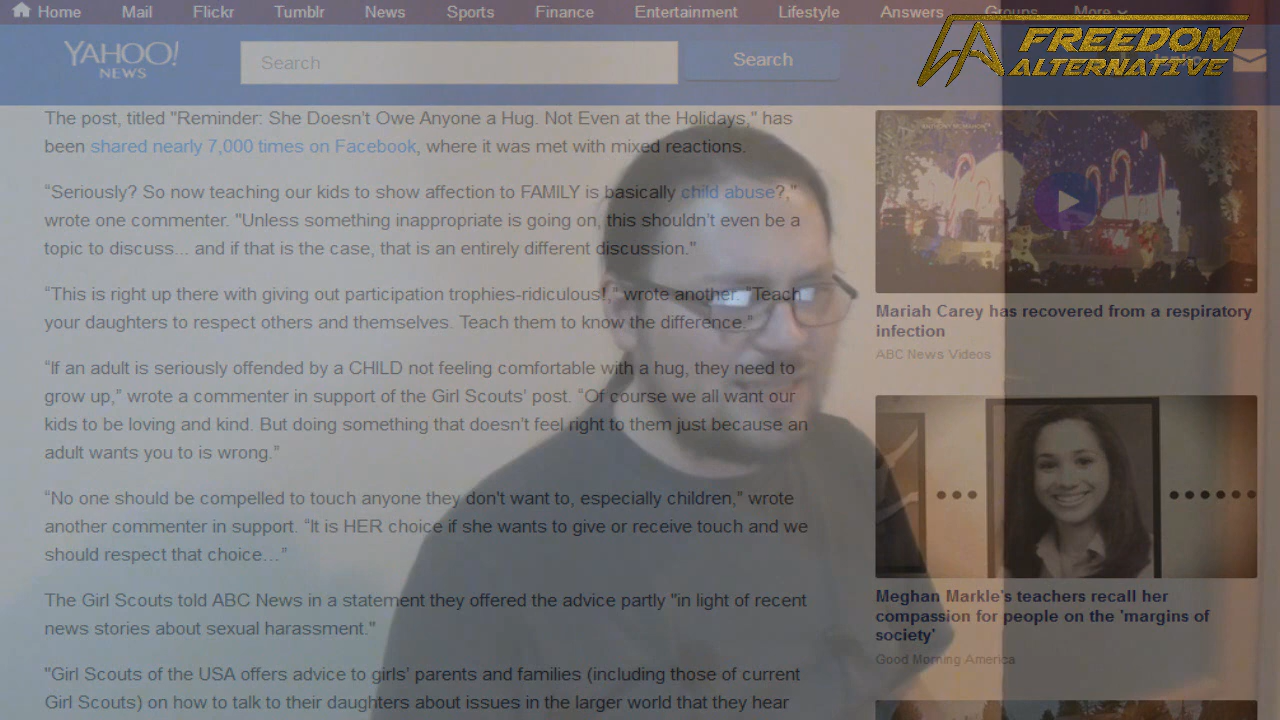 Home Mail Flickr Tumblr News Sports Finance Entertainment Lifestyle Answers Groups More
YAHOO!
NEWS
Search
Search
FREEDOM
ALTERNATIVE
The post, titled "Reminder: She Doesn't Owe Anyone a Hug. Not Even at the Holidays," has
been shared nearly 7,000 times on Facebook, where it was met with mixed reactions.
“Seriously? So now teaching our kids to show affection to FAMILY is basically child abuse?,"
wrote one commenter. "Unless something inappropriate is going on, this shouldn’t even be a
topic to discuss... and if that is the case, that is an entirely different discussion."
“This is right up there with giving out participation trophies-ridiculous!,” wrote another. “Teach
your daughters to respect others and themselves. Teach them to know the difference.”
“If an adult is seriously offended by a CHILD not feeling comfortable with a hug, they need to
grow up,” wrote a commenter in support of the Girl Scouts’ post. “Of course we all want our
kids to be loving and kind. But doing something that doesn’t feel right to them just because an
adult wants you to is wrong.”
“No one should be compelled to touch anyone they don't want to, especially children,” wrote
another commenter in support. “It is HER choice if she wants to give or receive touch and we
should respect that choice…”
The Girl Scouts told ABC News in a statement they offered the advice partly "in light of recent
news stories about sexual harassment."
"Girl Scouts of the USA offers advice to girls’ parents and families (including those of current
Girl Scouts) on how to talk to their daughters about issues in the larger world that they hear
Mariah Carey has recovered from a respiratory
infection
ABC News Videos
Meghan Markle's teachers recall her
compassion for people on the 'margins of
society'
Good Morning America